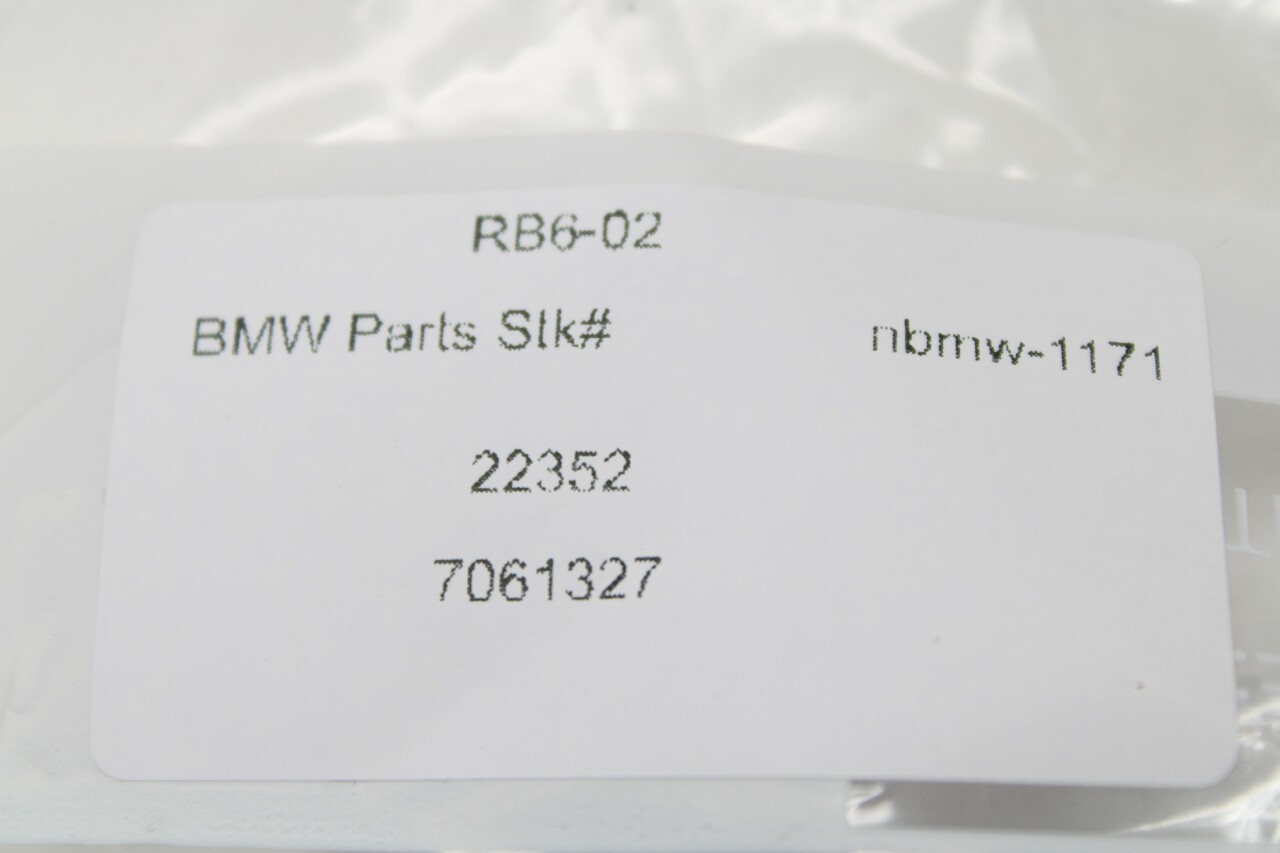 RB6-02
BMW Parts Stk# nbmw-1171
22352
7061327